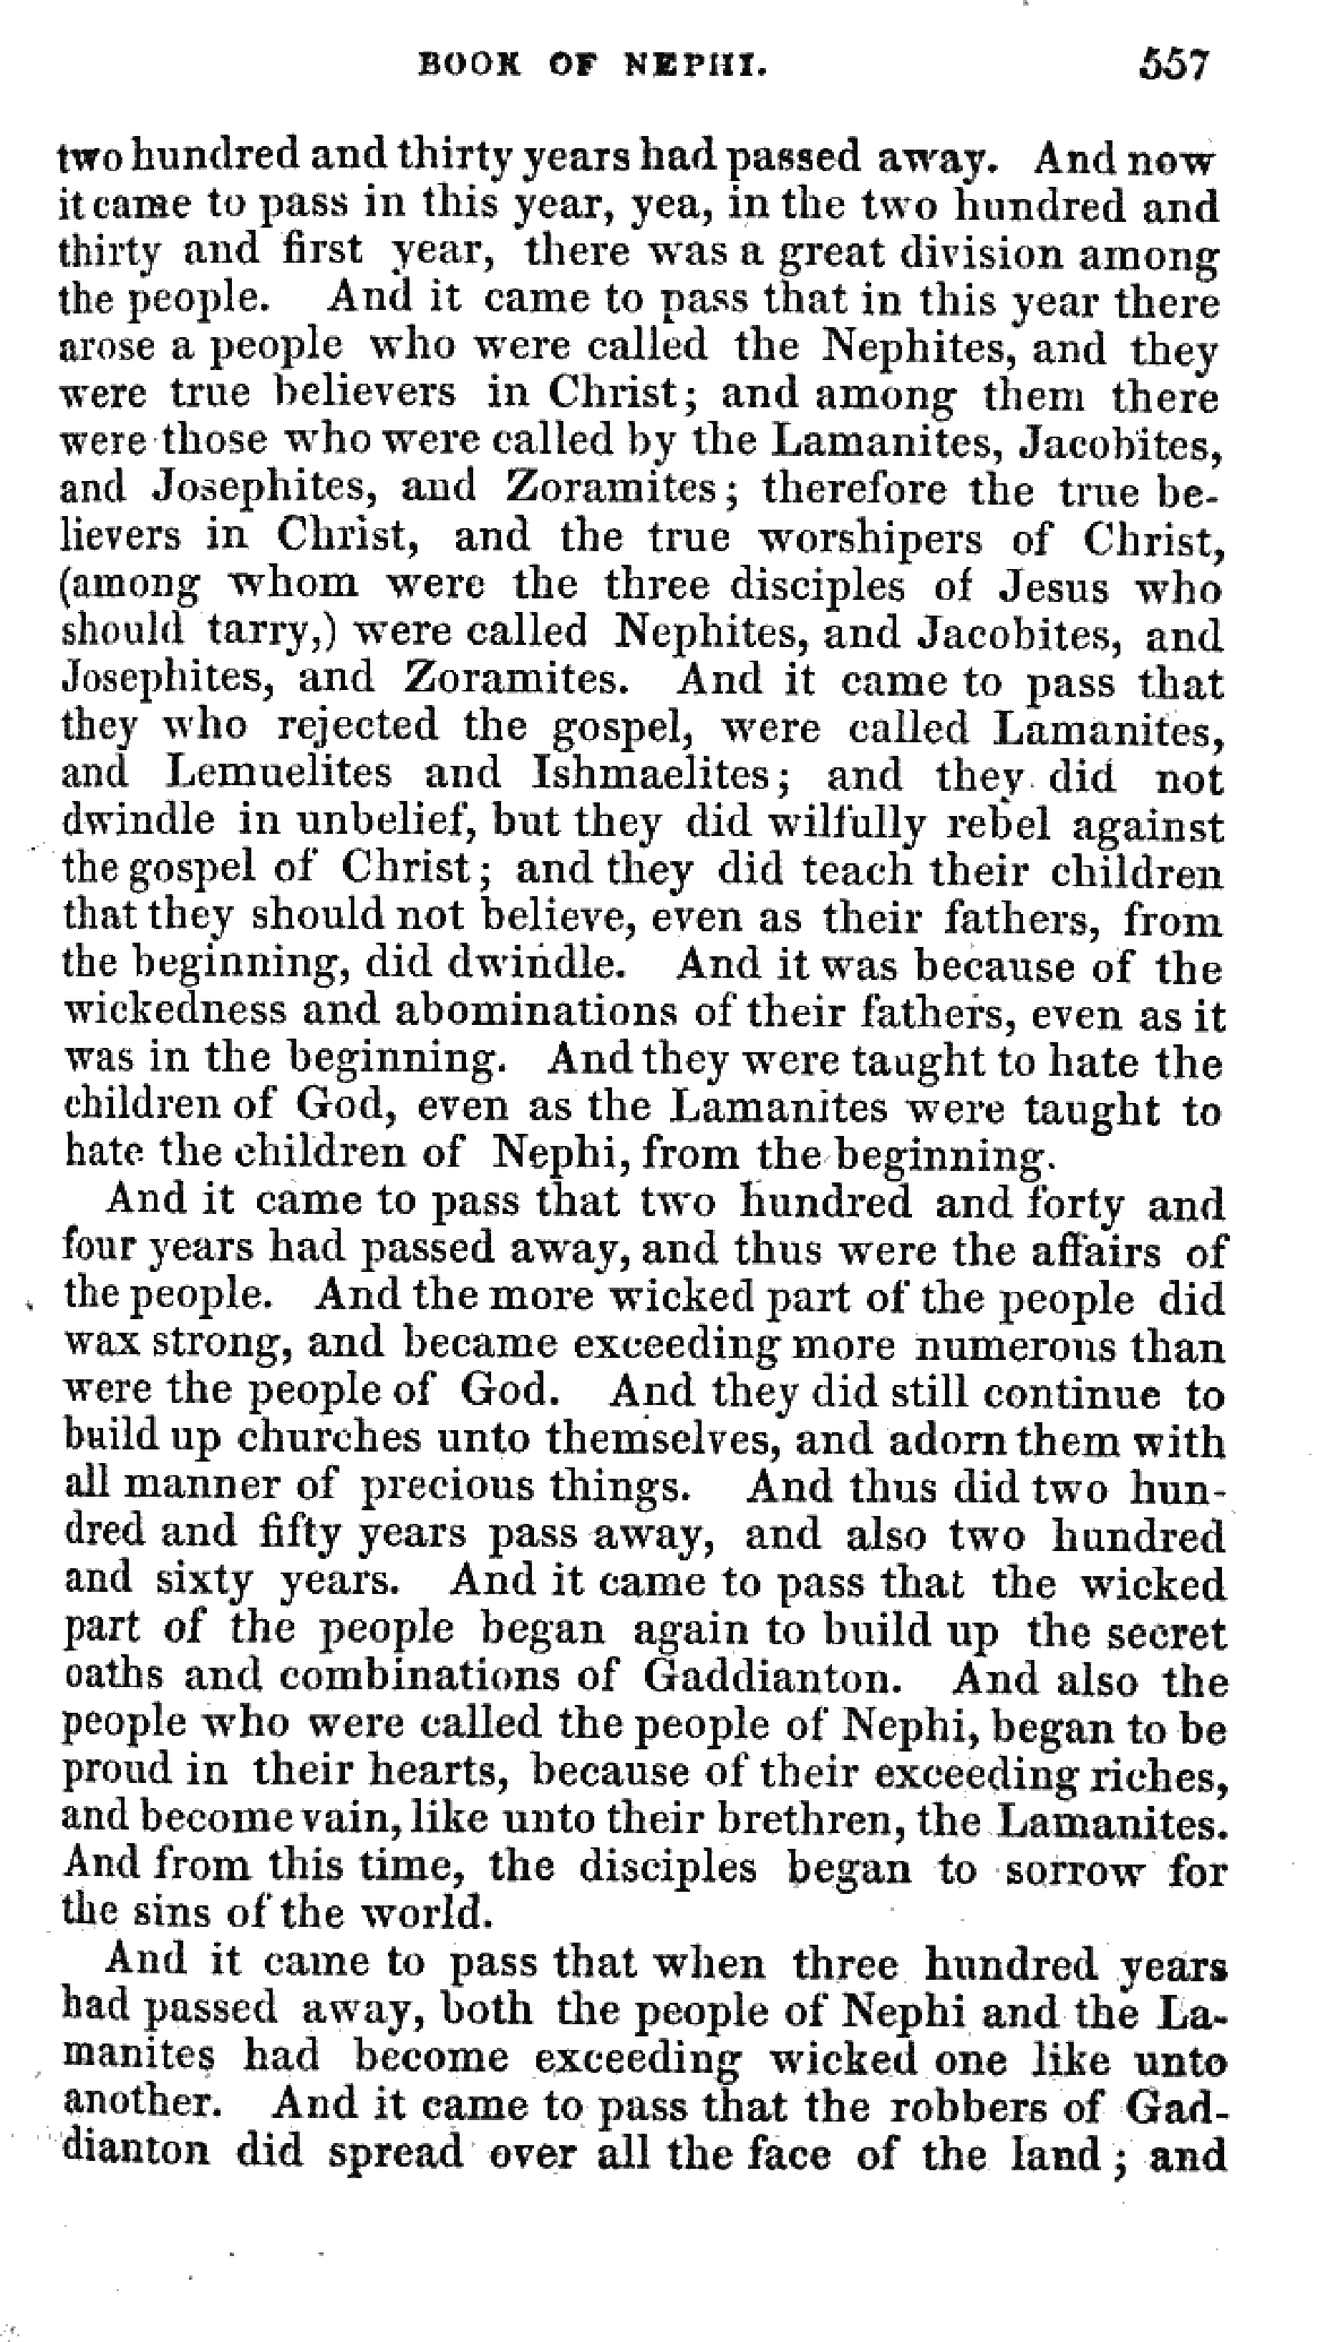 BOOK OF NEPHI. 557
two hundred and thirty years had passed away. And now
it came to pass in this year, yea, in the two hundred and
thirty and first year, there was a great division among
the people. And it came to pass that in this year there
arose a people who were called the Nephites, and they
were true believers in Christ; and among them there
were those who were called by the Lamanites, Jacobites,
and Josephites, and Zoramites; therefore the true be-
lievers in Christ, and the true worshipers of Christ,
(among whom were the three disciples of Jesus who
should tarry,) were called Nephites, and Jacobites, and
Josephites, and Zoramites. And it came to pass that
they who rejected the gospel, were called Lamanites,
and Lemuelites and Ishmaelites; and they did not
dwindle in unbelief, but they did wilfully rebel against
the gospel of Christ; and they did teach their children
that they should not believe, even as their fathers, from
the beginning, did dwindle. And it was because of the
wickedness and abominations of their fathers, even as it
was in the beginning. And they were taught to hate the
children of God, even as the Lamanites were taught to
hate the children of Nephi, from the beginning.
And it came to pass that two hundred and forty and
four years had passed away, and thus were the affairs of
the people. And the more wicked part of the people did
wax strong, and became exceeding more numerous than
were the people of God. And they did still continue to
build up churches unto themselves, and adorn them with
all manner of precious things. And thus did two hun-
dred and fifty years pass away, and also two hundred
and sixty years. And it came to pass that the wicked
part of the people began again to build up the secret
oaths and combinations of Gaddianton. And also the
people who were called the people of Nephi, began to be
proud in their hearts, because of their exceeding riches,
and become vain, like unto their brethren, the Lamanites.
And from this time, the disciples began to sorrow for
the sins of the world.
And it came to pass that when three hundred years
had passed away, both the people of Nephi and the La-
manites had become exceeding wicked one like unto
another. And it came to pass that the robbers of Gad-
dianton did spread over all the face of the land; and